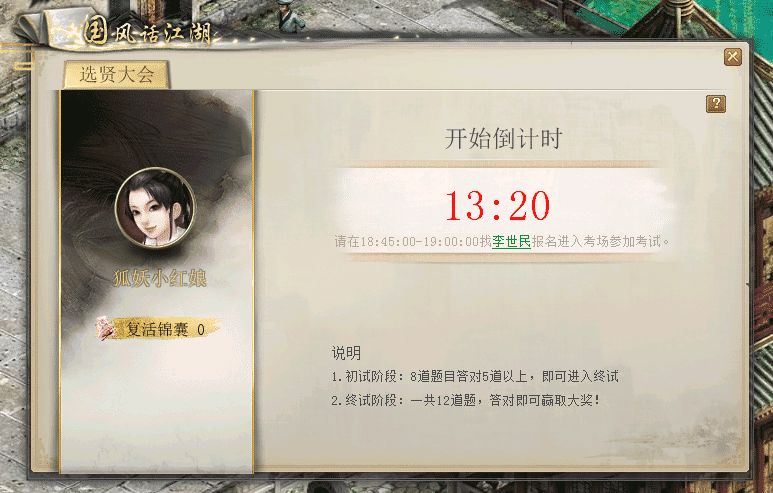 国风话江湖
选贤大会
?
开始倒计时
13:20
请在18:45:00-19:00:00找李世民报名进入考场参加考试。
狐妖小红娘
复活锦囊 0
说明
1.初试阶段：8道题目答对5道以上，即可进入终试
2.终试阶段：一共12道题，答对即可赢取大奖！